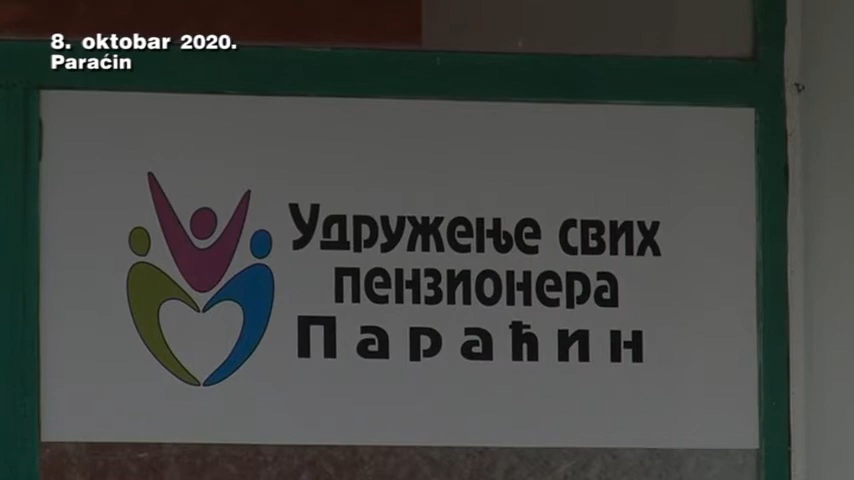 8. oktobar 2020.
Paraćin
Удружење свих
пензионера
Параћин